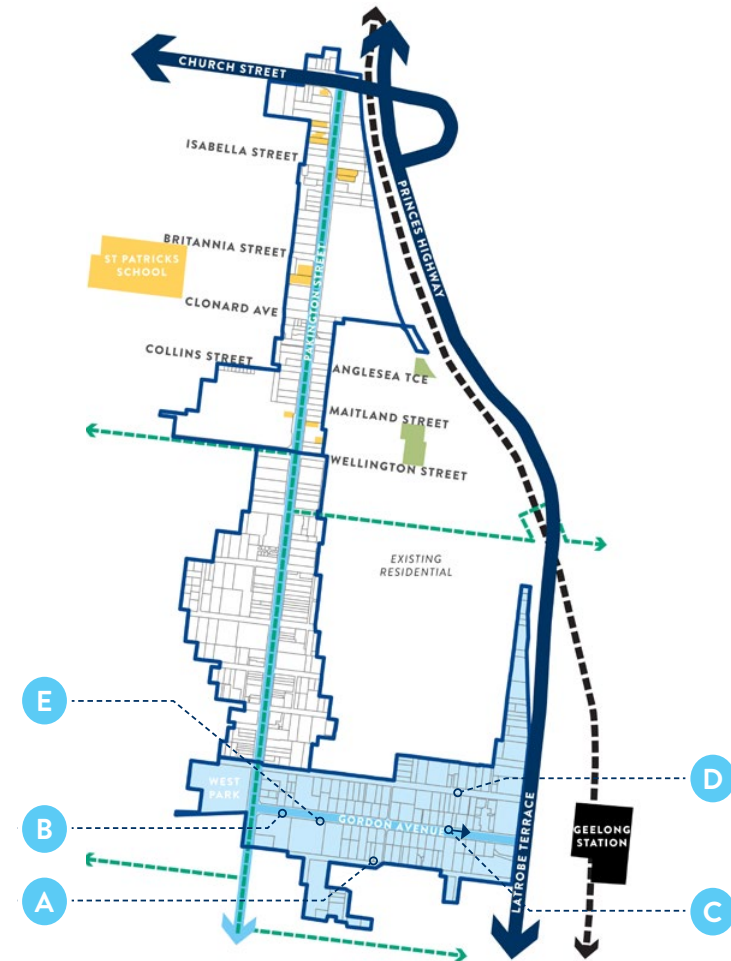 CHURCH STREET
ISABELLA STREET
PRINCES HIGHWAY
BRITANNIA STREET
ST PATRICKS
SCHOOL
PAKINGTON STREET
CLONARD AVE
COLLINS STREET
ANGLESEA TCE
MAITLAND STREET
WELLINGTON STREET
EXISTING
RESIDENTIAL
E
WEST
PARK
D
B
GORDON AVENUE
GEELONG
STATION
LATROBE TERRACE
A
C